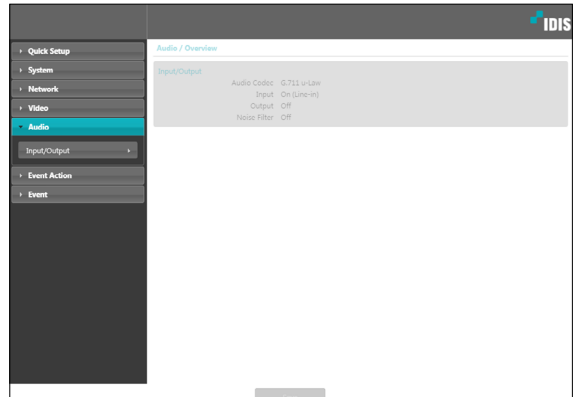 IDIS
Quick Setup
System
Network
Video
Audio
Input/Output
Event Action
Event
Audio / Overview
Input/Output
Audio Codec G.711 u-Law
Input On (Line-in)
Output Off
Noise Filter Off